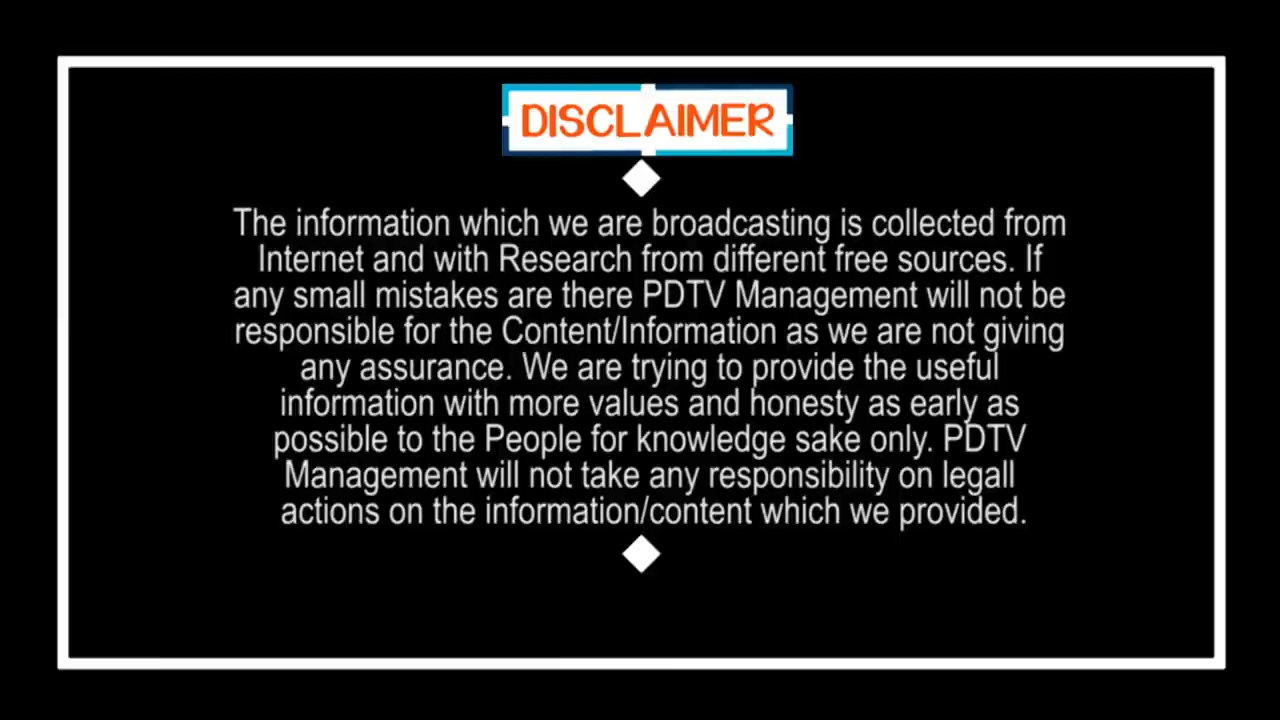 DISCLAIMER
The information which we are broadcasting is collected from
Internet and with Research from different free sources. If
any small mistakes are there PDTV Management will not be
responsible for the Content/Information as we are not giving
any assurance. We are trying to provide the useful
information with more values and honesty as early as
possible to the People for knowledge sake only. PDTV
Management will not take any responsibility on legall
actions on the information/content which we provided.